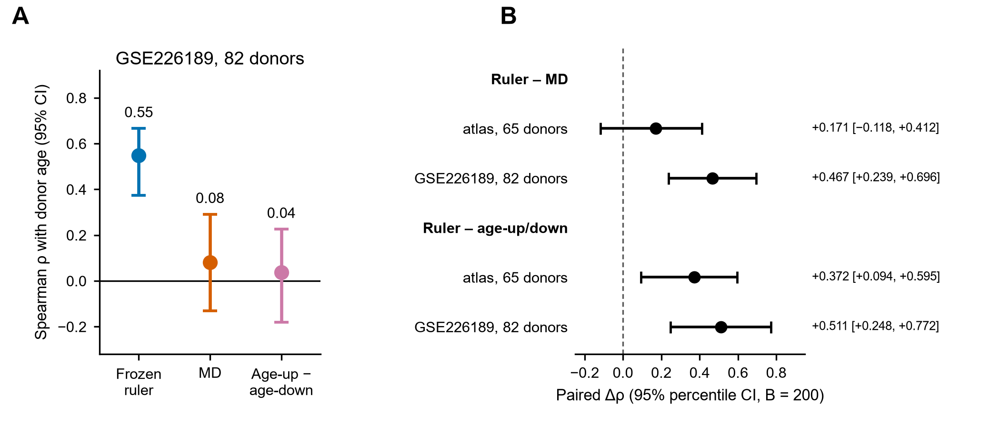 A
GSE226189, 82 donors
Spearman ρ with donor age (95% CI)
0.8
0.6
0.4
0.2
0.0
−0.2
0.55
0.08
0.04
Frozen
ruler
MD
Age-up −
age-down
B
Ruler – MD
atlas, 65 donors
+0.171 [−0.118, +0.412]
GSE226189, 82 donors
+0.467 [+0.239, +0.696]
Ruler – age-up/down
atlas, 65 donors
+0.372 [+0.094, +0.595]
GSE226189, 82 donors
+0.511 [+0.248, +0.772]
−0.2 0.0 0.2 0.4 0.6 0.8
Paired Δρ (95% percentile CI, B = 200)